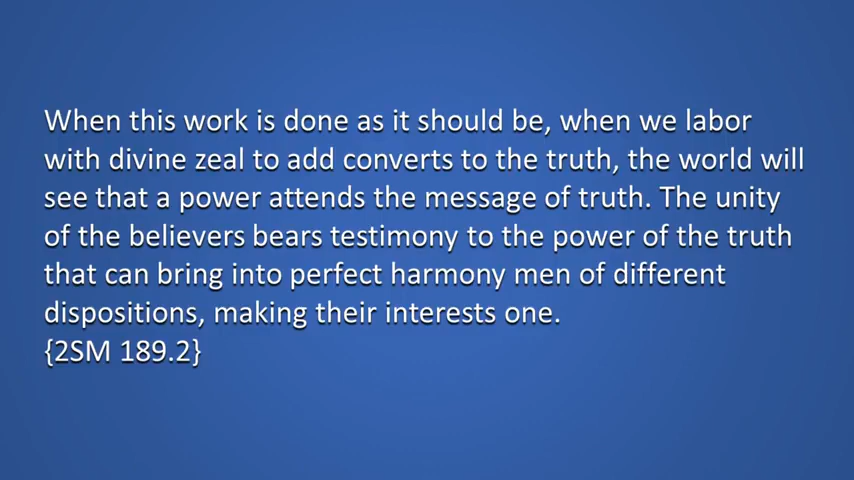 When this work is done as it should be, when we labor
with divine zeal to add converts to the truth, the world will
see that a power attends the message of truth. The unity
of the believers bears testimony to the power of the truth
that can bring into perfect harmony men of different
dispositions, making their interests one.
{2SM 189.2}